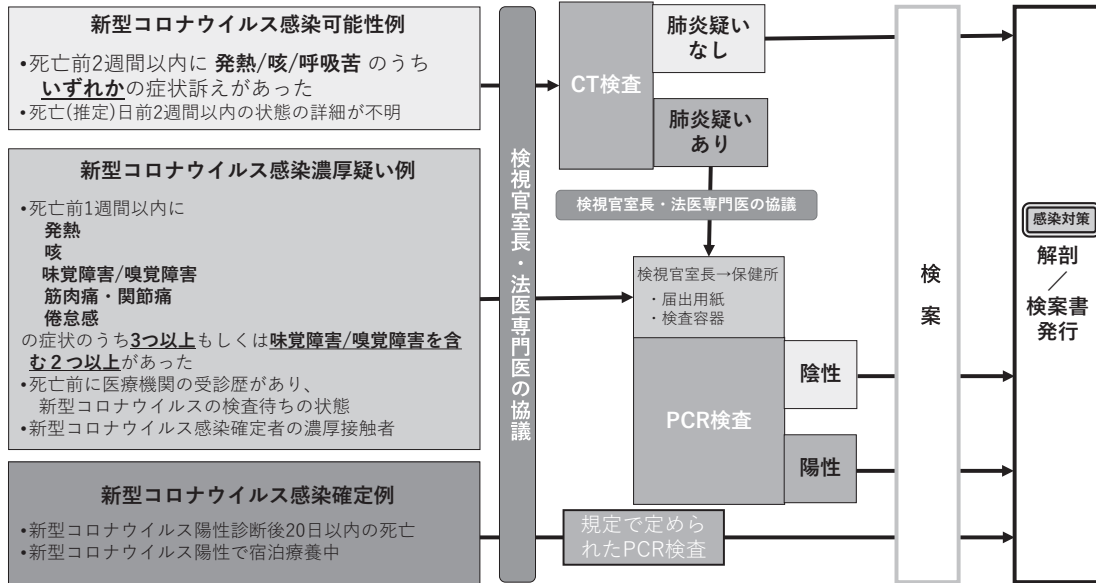 新型コロナウイルス感染可能性例
•死亡前2週間以内に 発熱/咳/呼吸苦 のうち
いずれかの症状訴えがあった
•死亡(推定)日前2週間以内の状態の詳細が不明
新型コロナウイルス感染濃厚疑い例
•死亡前1週間以内に
発熱
咳
味覚障害/嗅覚障害
筋肉痛・関節痛
倦怠感
の症状のうち3つ以上もしくは味覚障害/嗅覚障害を含
む２つ以上があった
•死亡前に医療機関の受診歴があり、
新型コロナウイルスの検査待ちの状態
•新型コロナウイルス感染確定者の濃厚接触者
新型コロナウイルス感染確定例
•新型コロナウイルス陽性診断後20日以内の死亡
•新型コロナウイルス陽性で宿泊療養中
検視官室長・法医専門医の協議
CT検査
肺炎疑い
なし
肺炎疑い
あり
検視官室長・法医専門医の協議
検視官室長→保健所
・届出用紙
・検査容器
PCR検査
陰性
陽性
規定で定めら
れたPCR検査
検案
感染対策
解剖
／
検案書
発行